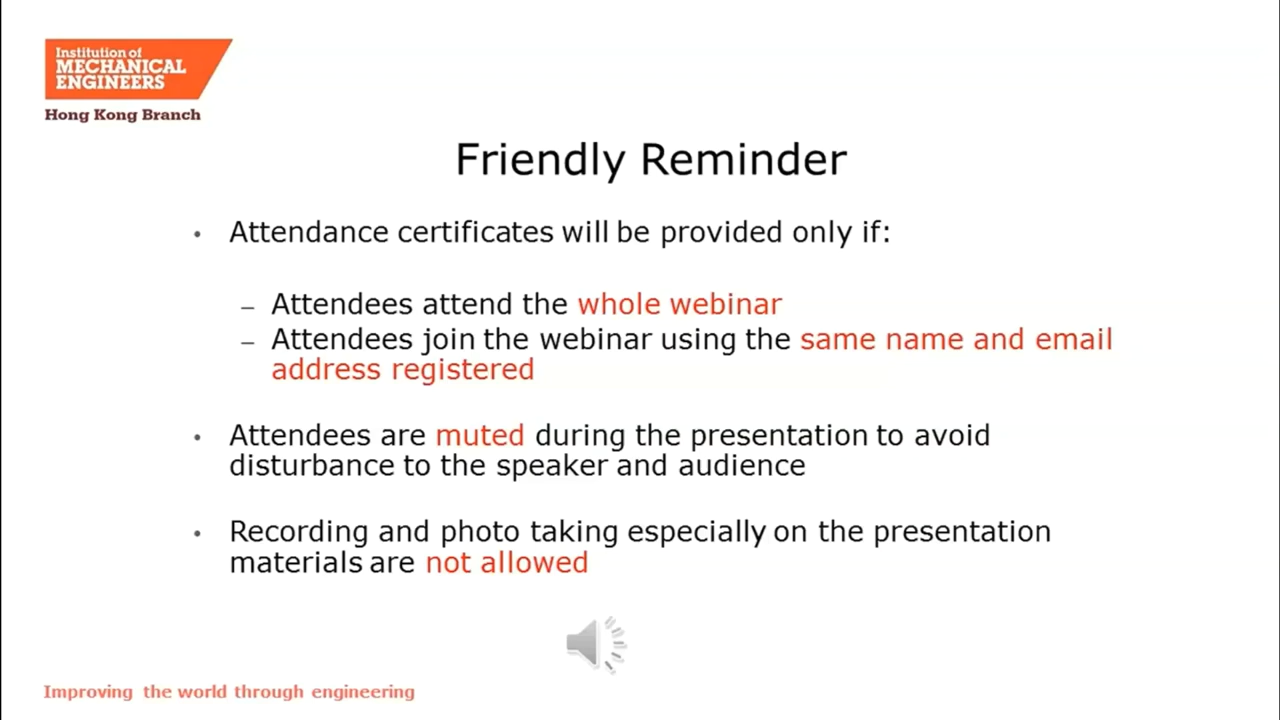 Institution of
MECHANICAL
ENGINEERS
Hong Kong Branch
Friendly Reminder
• Attendance certificates will be provided only if:
– Attendees attend the whole webinar
– Attendees join the webinar using the same name and email
address registered
• Attendees are muted during the presentation to avoid
disturbance to the speaker and audience
• Recording and photo taking especially on the presentation
materials are not allowed
Improving the world through engineering